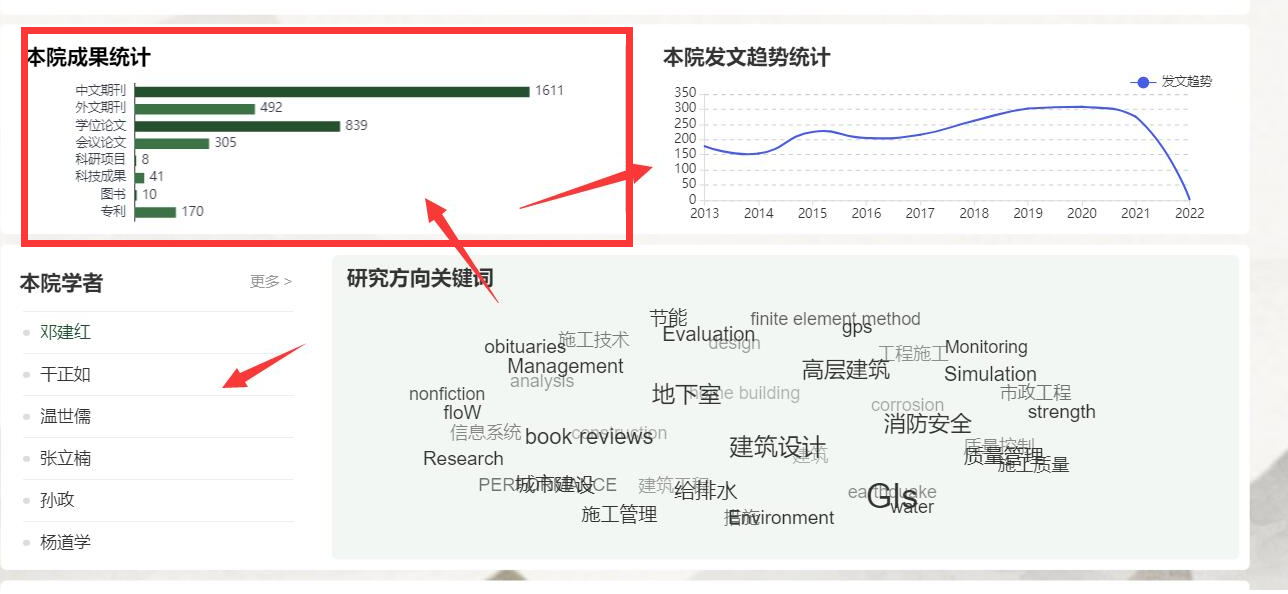 本院成果统计
中文期刊 1611
外文期刊 492
学位论文 839
会议论文 305
科研项目 8
科技成果 41
图书 10
专利 170
本院发文趋势统计
发文趋势
350
300
250
200
150
100
50
0
2013 2014 2015 2016 2017 2018 2019 2020 2021 2022
本院学者 更多 >
邓建红
干正如
温世儒
张立楠
孙政
杨道学
研究方向关键词
节能
finite element method
gps
Evaluation
施工技术
design
obituaries
工程施工
Monitoring
Management
高层建筑
Simulation
analysis
nonfiction
地下室
building
市政工程
floW
corrosion
strength
消防安全
信息系统
book reviews
construction
建筑设计
建筑
质量控制
质量管理
施工质量
Research
PERFORMANCE
城市建设
建筑工程
给排水
earthquake
GIs
water
施工管理
措施
Environment